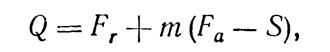 Q = F_r + m (F_a - S),